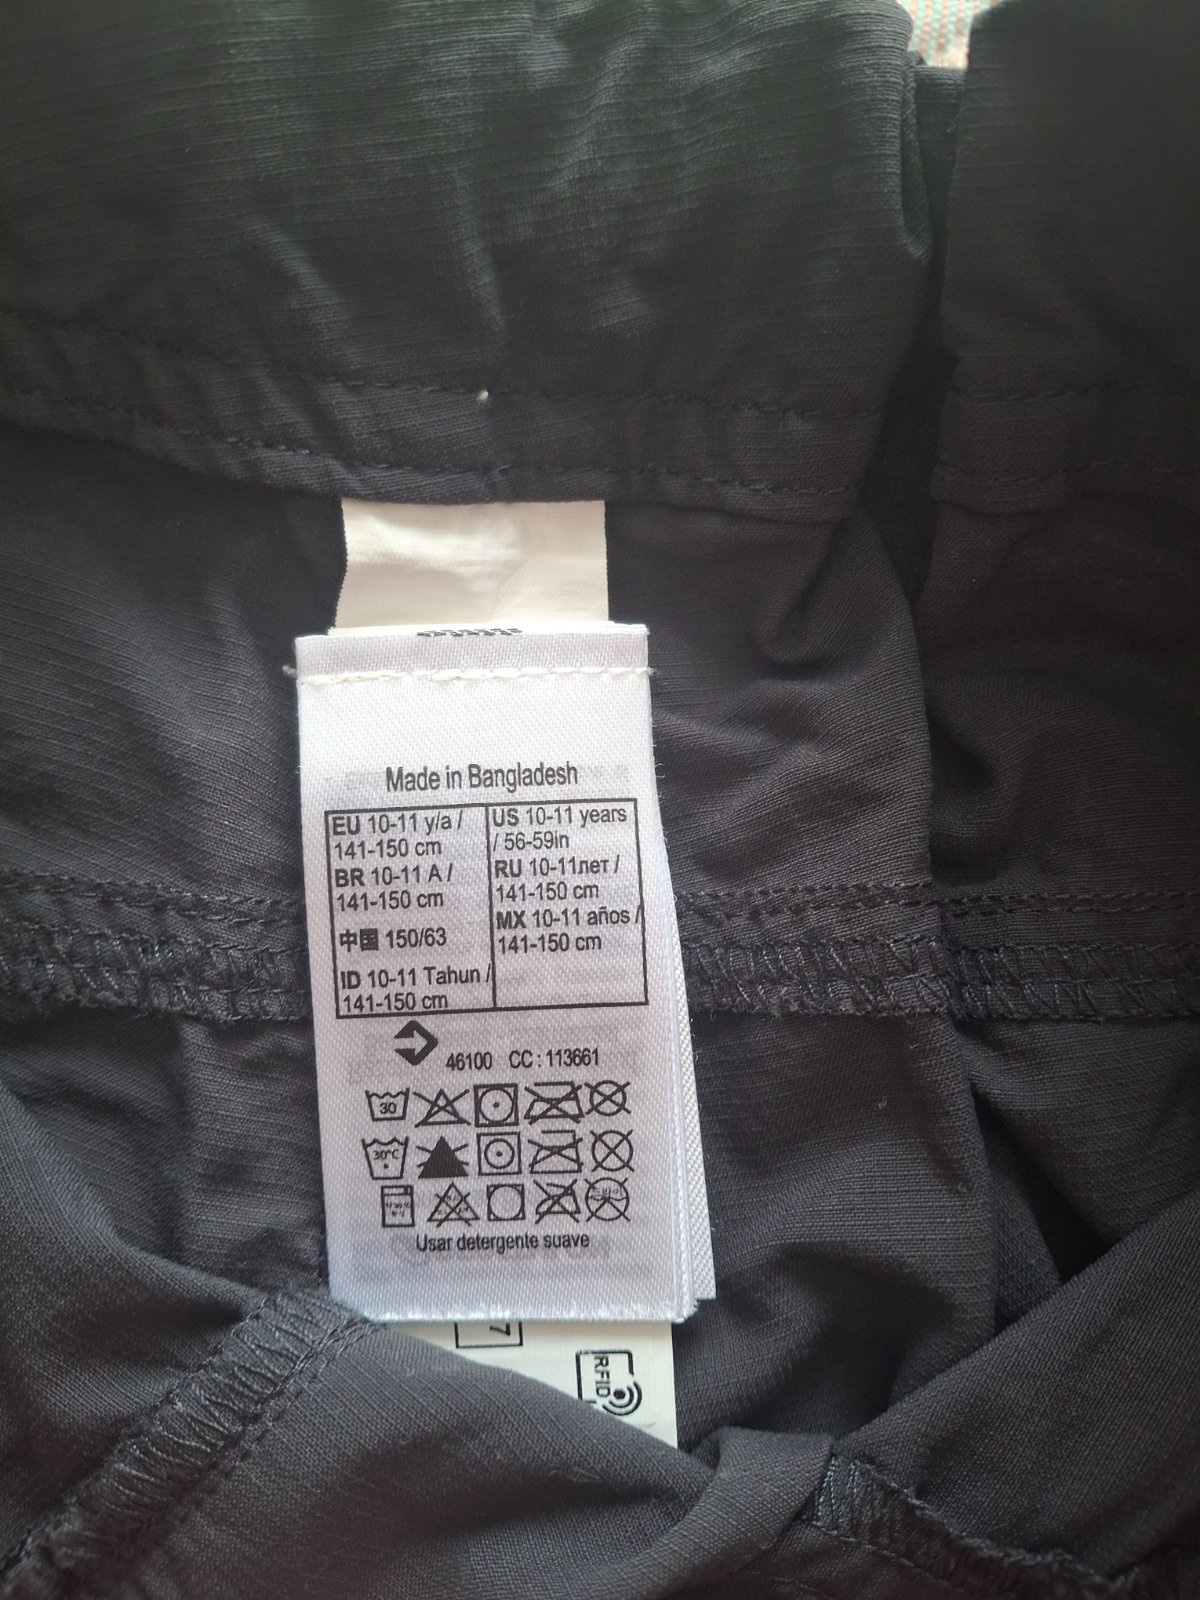 Made in Bangladesh
EU 10-11 y/a /
141-150 cm
BR 10-11 A /
141-150 cm
中国 150/63
ID 10-11 Tahun /
141-150 cm
US 10-11 years
/ 56-59in
RU 10-11лет /
141-150 cm
MX 10-11 años /
141-150 cm
46100 CC : 113661
30
30°C
Usar detergente suave
7
RFID